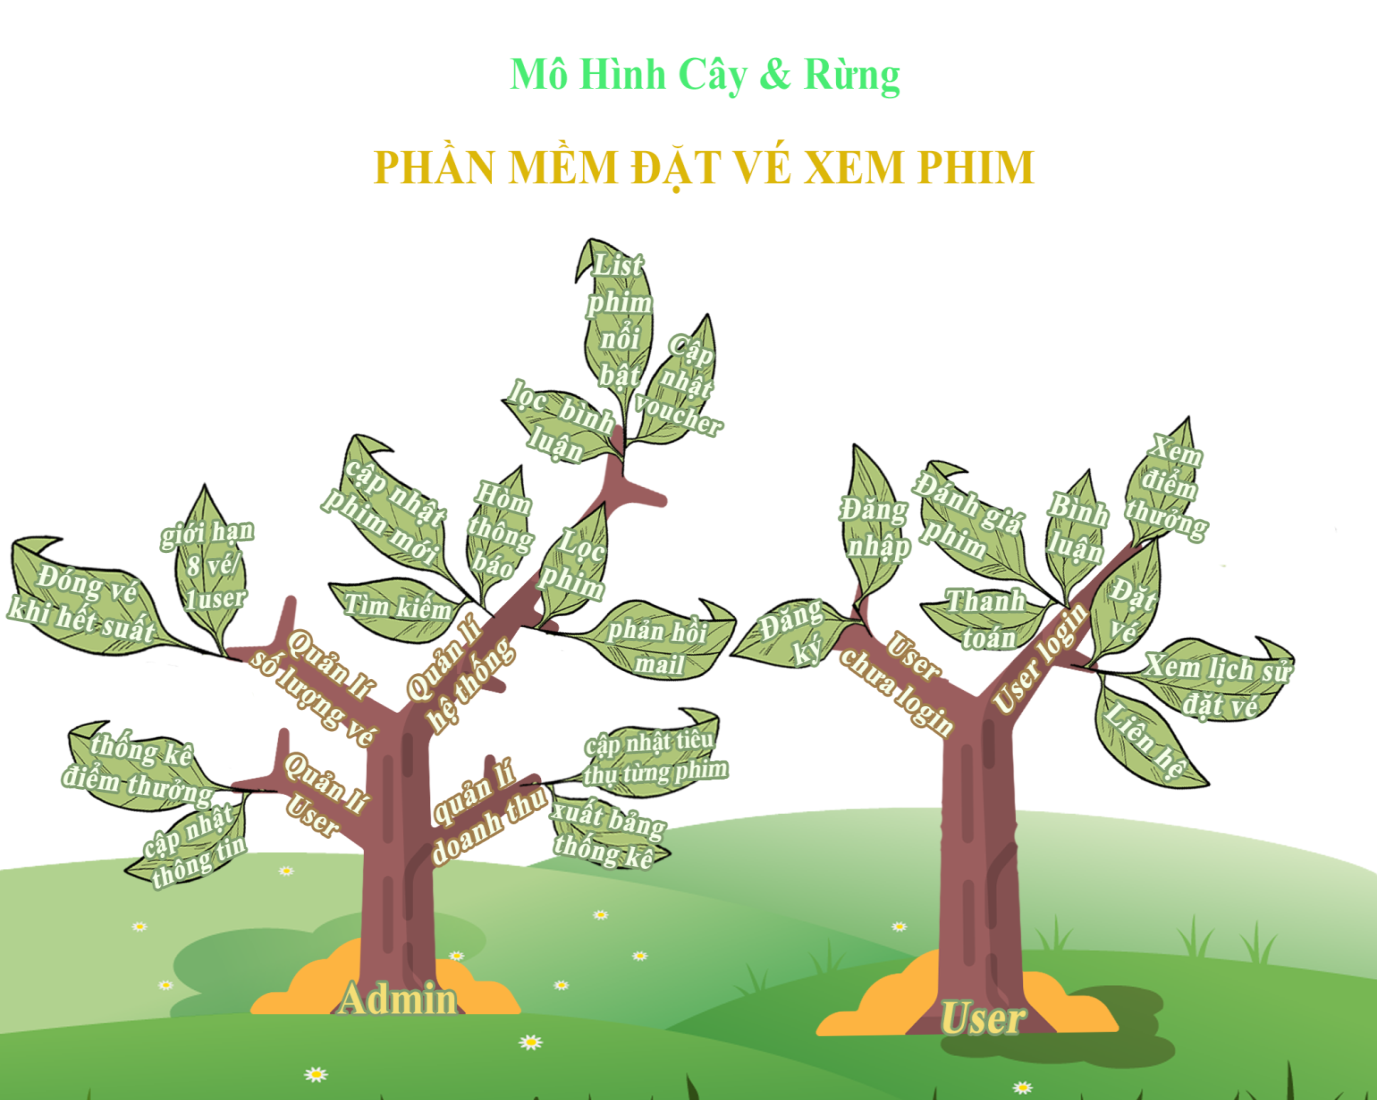 Mô Hình Cây & Rừng
PHẦN MỀM ĐẶT VÉ XEM PHIM
List
phim
nổi
bật
Cập
nhật
voucher
lọc bình
luận
cập nhật
phim mới
Hòm
thông
báo
Lọc
phim
Tìm kiếm
phản hồi
mail
giới hạn
8 vé/
1user
Đóng vé
khi hết suất
Quản lí
số lượng vé
Quản lí
hệ thống
thống kê
điểm thưởng
cập nhật
thông tin
Quản lí
User
quản lí
doanh thu
cập nhật tiêu
thụ từng phim
xuất bảng
thống kê
Admin
Đăng
nhập
Đăng
ký
User
chưa login
Đánh giá
phim
Bình
luận
Xem
điểm
thưởng
Thanh
toán
Đặt
vé
User login
Xem lịch sử
đặt vé
Liên hệ
User